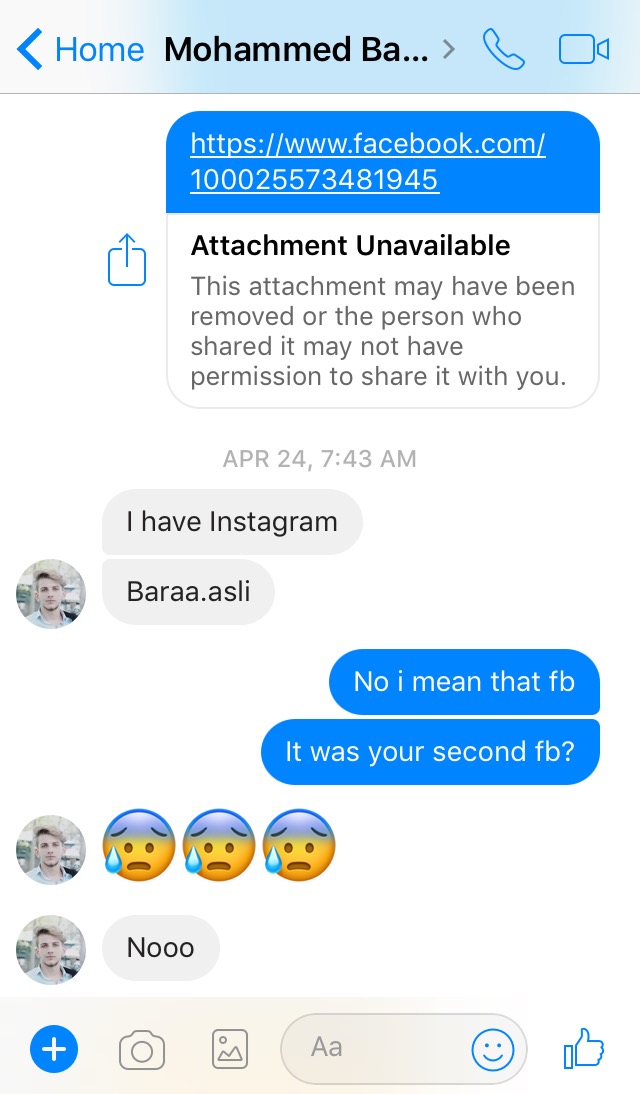 Home Mohammed Ba...
https://www.facebook.com/
100025573481945
Attachment Unavailable
This attachment may have been
removed or the person who
shared it may not have
permission to share it with you.
APR 24, 7:43 AM
I have Instagram
Baraa.asli
No i mean that fb
It was your second fb?
😰😰😰
Nooo
Aa